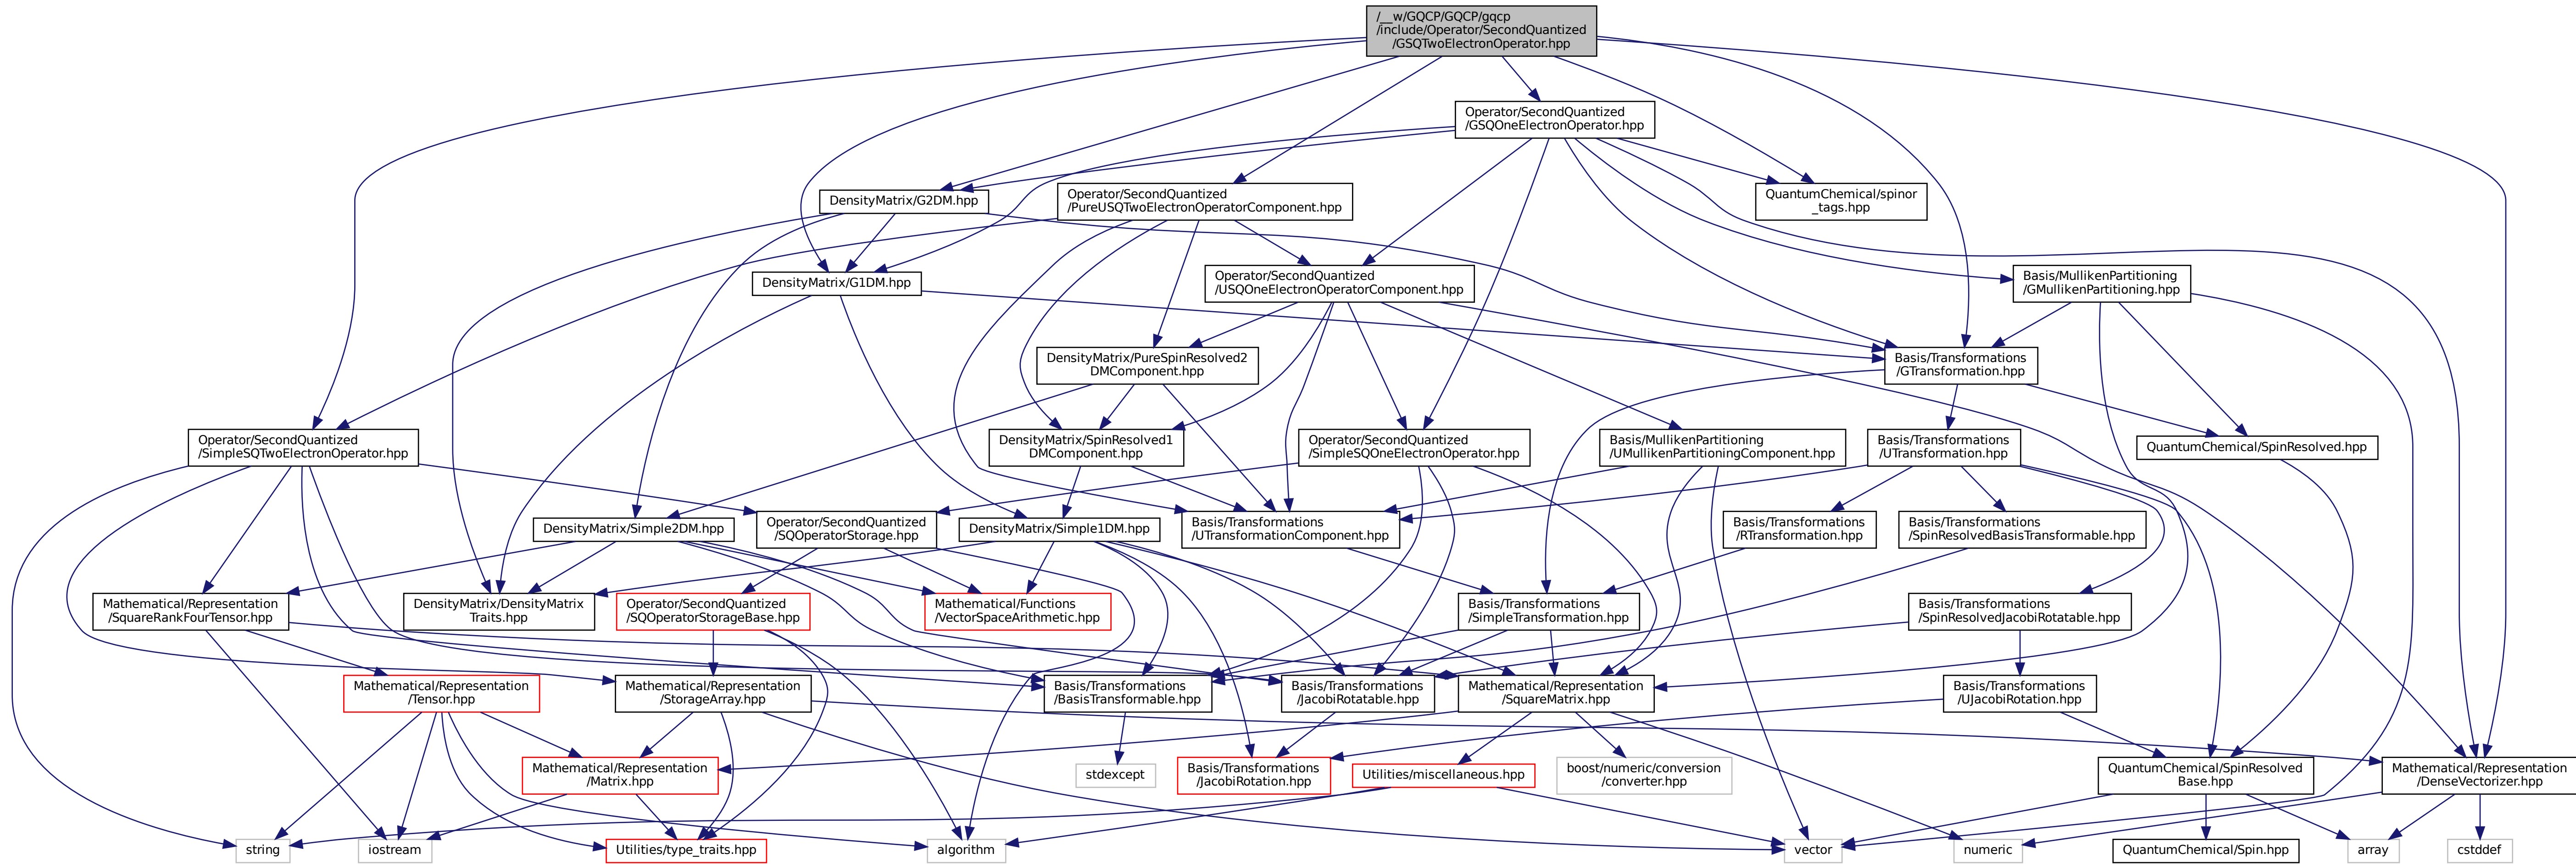 /__w/GQCP/GQCP/gqcp
/include/Operator/SecondQuantized
/GSQTwoElectronOperator.hpp
Operator/SecondQuantized
/GSQOneElectronOperator.hpp
DensityMatrix/G2DM.hpp
Operator/SecondQuantized
/PureUSQTwoElectronOperatorComponent.hpp
QuantumChemical/spinor
_tags.hpp
DensityMatrix/G1DM.hpp
Operator/SecondQuantized
/USQOneElectronOperatorComponent.hpp
Basis/MullikenPartitioning
/GMullikenPartitioning.hpp
DensityMatrix/PureSpinResolved2
DMComponent.hpp
Basis/Transformations
/GTransformation.hpp
Operator/SecondQuantized
/SimpleSQTwoElectronOperator.hpp
DensityMatrix/SpinResolved1
DMComponent.hpp
Operator/SecondQuantized
/SimpleSQOneElectronOperator.hpp
Basis/MullikenPartitioning
/UMullikenPartitioningComponent.hpp
Basis/Transformations
/UTransformation.hpp
QuantumChemical/SpinResolved.hpp
DensityMatrix/Simple2DM.hpp
Operator/SecondQuantized
/SQOperatorStorage.hpp
DensityMatrix/Simple1DM.hpp
Basis/Transformations
/UTransformationComponent.hpp
Basis/Transformations
/RTransformation.hpp
Basis/Transformations
/SpinResolvedBasisTransformable.hpp
Mathematical/Representation
/SquareRankFourTensor.hpp
DensityMatrix/DensityMatrix
Traits.hpp
Operator/SecondQuantized
/SQOperatorStorageBase.hpp
Mathematical/Functions
/VectorSpaceArithmetic.hpp
Basis/Transformations
/SimpleTransformation.hpp
Basis/Transformations
/SpinResolvedJacobiRotatable.hpp
Mathematical/Representation
/Tensor.hpp
Mathematical/Representation
/StorageArray.hpp
Basis/Transformations
/BasisTransformable.hpp
Basis/Transformations
/JacobiRotatable.hpp
Mathematical/Representation
/SquareMatrix.hpp
Basis/Transformations
/UJacobiRotation.hpp
Mathematical/Representation
/Matrix.hpp
stdexcept
Basis/Transformations
/JacobiRotation.hpp
Utilities/miscellaneous.hpp
boost/numeric/conversion
/converter.hpp
QuantumChemical/SpinResolved
Base.hpp
Mathematical/Representation
/DenseVectorizer.hpp
string
iostream
Utilities/type_traits.hpp
algorithm
vector
numeric
QuantumChemical/Spin.hpp
array
cstddef